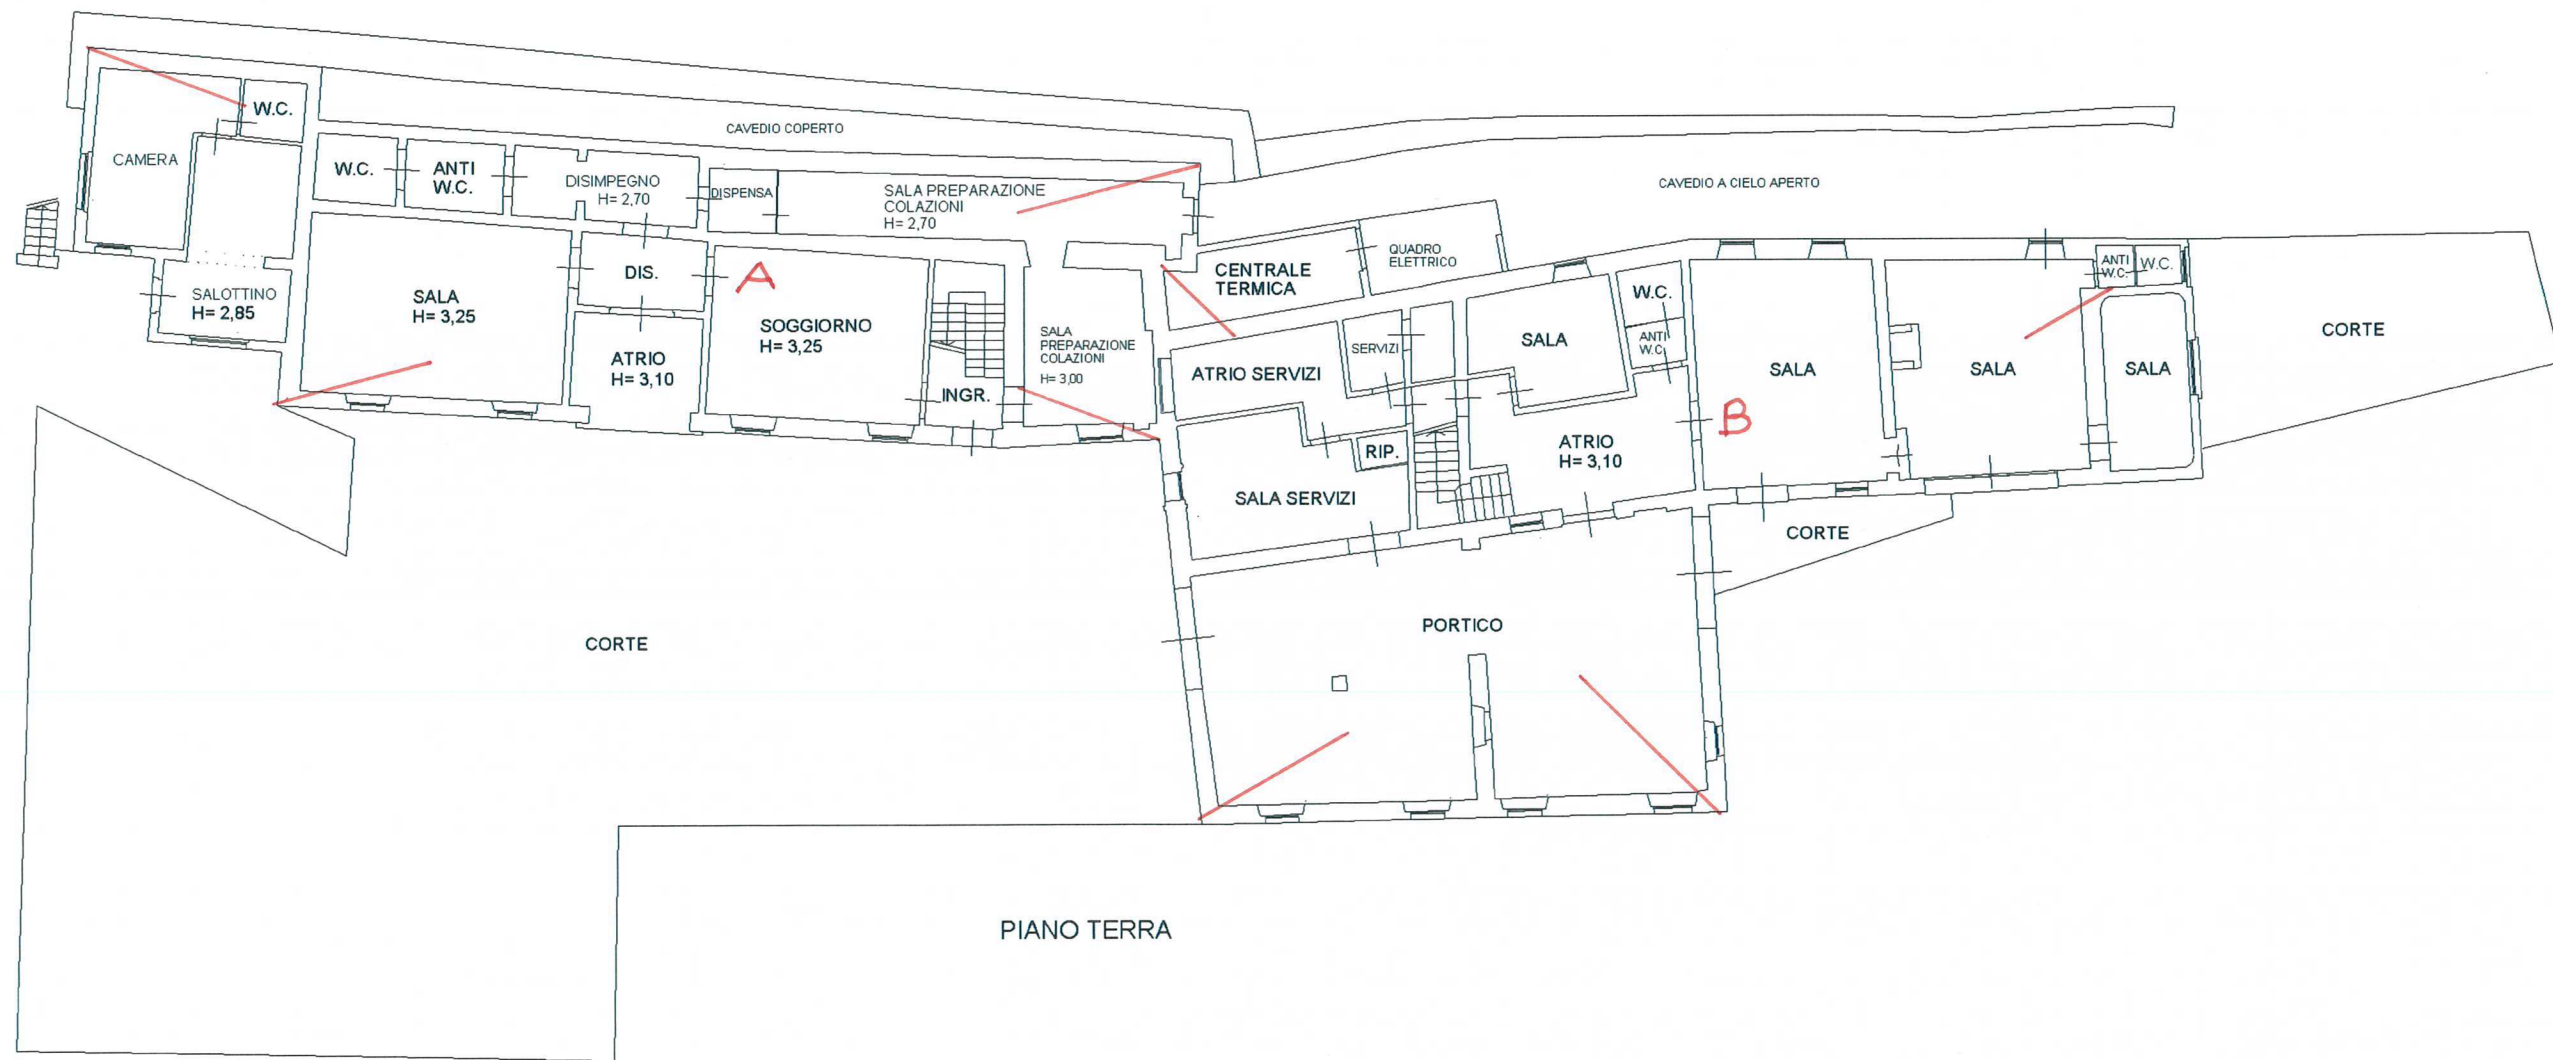 W.C.
CAVEDIO COPERTO
CAMERA
W.C.
ANTI
W.C.
DISIMPEGNO
H= 2,70
DISPENSA
SALA PREPARAZIONE
COLAZIONI
H= 2,70
CAVEDIO A CIELO APERTO
SALOTTINO
H= 2,85
SALA
H= 3,25
DIS.
A
ATRIO
H= 3,10
SOGGIORNO
H= 3,25
INGR.
SALA
PREPARAZIONE
COLAZIONI
H= 3,00
CENTRALE
TERMICA
QUADRO
ELETTRICO
ATRIO SERVIZI
SERVIZI
SALA
W.C.
ANTI
W.C.
SALA
B
SALA
ANTI
W.C.
W.C.
SALA
CORTE
RIP.
ATRIO
H= 3,10
SALA SERVIZI
CORTE
PORTICO
CORTE
PIANO TERRA